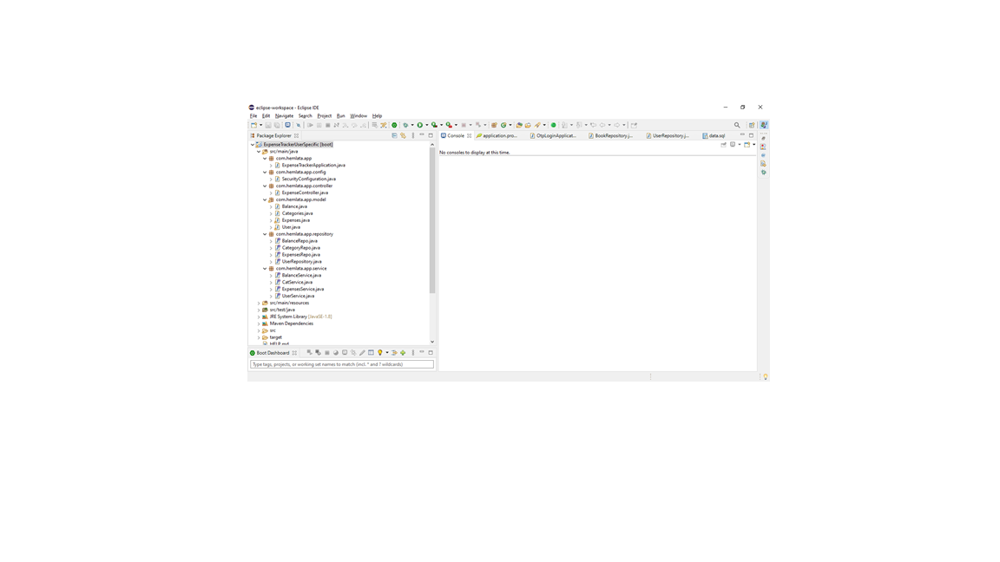 eclipse-workspace - Eclipse IDE
File Edit Navigate Search Project Run Window Help
Package Explorer
Console application.pro... OtpLoginApplicat... BookRepository.j... UserRepository.j... data.sql
No consoles to display at this time.
ExpenseTrackerUserSpecific [boot]
src/main/java
com.hemlata.app
ExpenseTrackerApplication.java
com.hemlata.app.config
SecurityConfiguration.java
com.hemlata.app.controller
ExpenseController.java
com.hemlata.app.model
Balance.java
Categories.java
Expenses.java
User.java
com.hemlata.app.repository
BalanceRepo.java
CategoryRepo.java
ExpensesRepo.java
UserRepository.java
com.hemlata.app.service
BalanceService.java
CatService.java
ExpensesService.java
UserService.java
src/main/resources
src/test/java
JRE System Library [JavaSE-1.8]
Maven Dependencies
src
target
HELP.md
Boot Dashboard
Type tags, projects, or working set names to match (incl. * and ? wildcards)